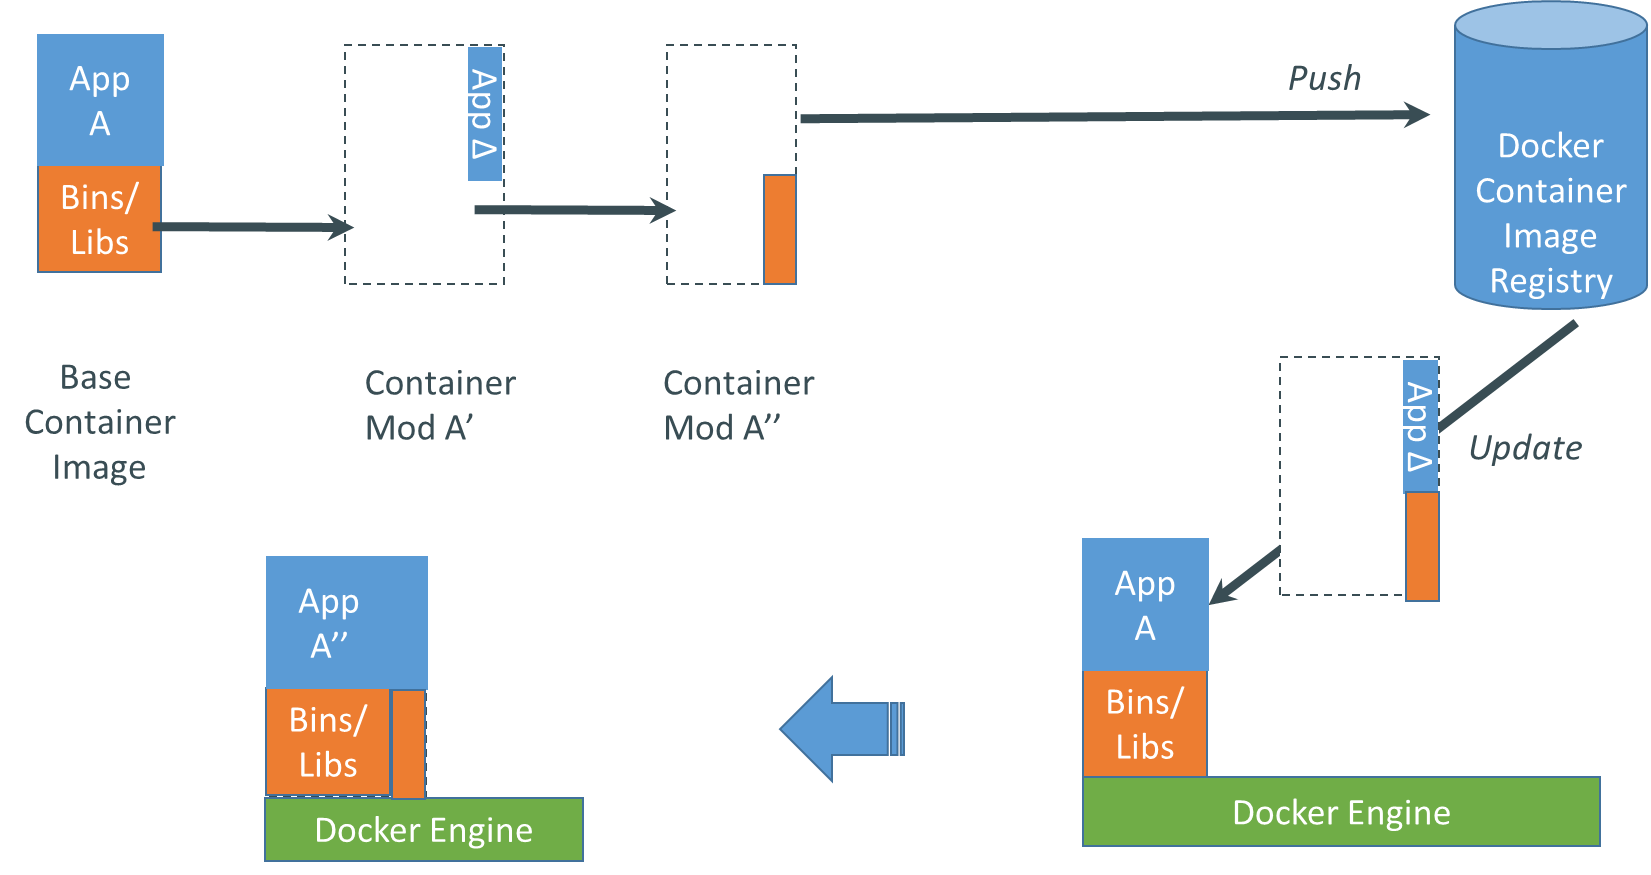 App
A
Bins/
Libs
App Δ
Push
Docker
Container
Image
Registry
Base
Container
Image
Container
Mod A’
Container
Mod A’’
App Δ
Update
App
A’’
Bins/
Libs
Docker Engine
App
A
Bins/
Libs
Docker Engine